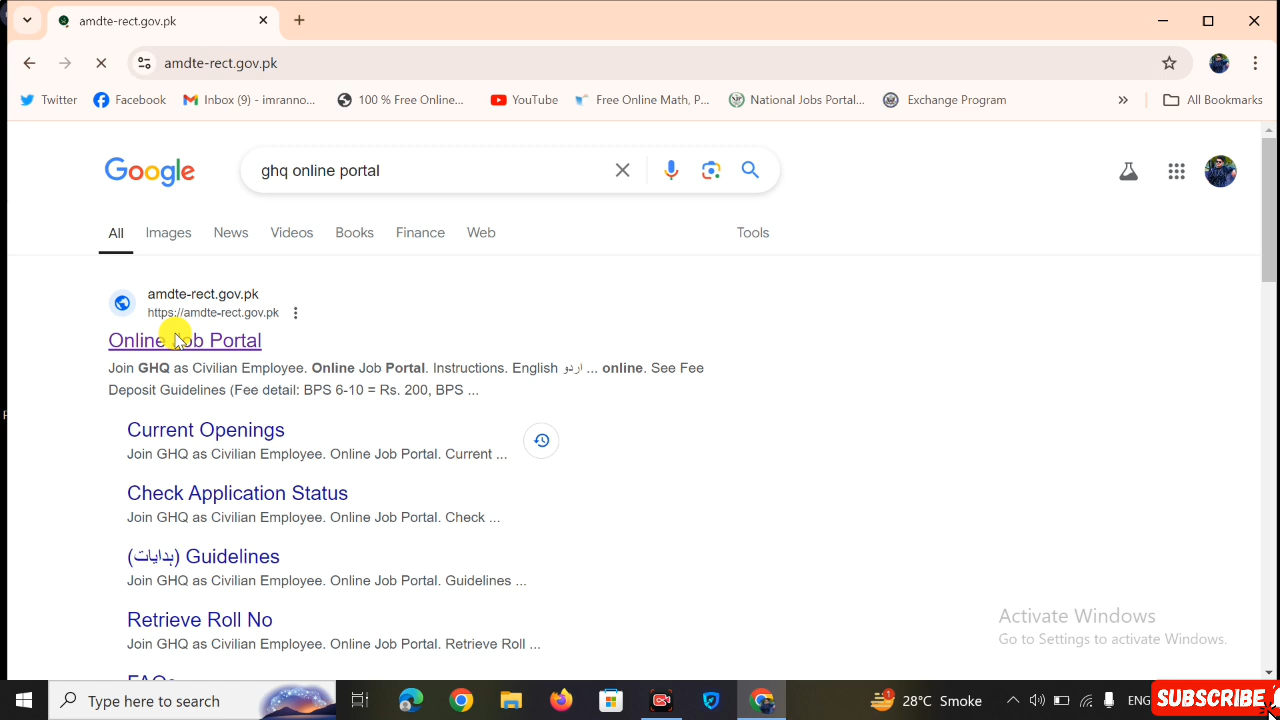 amdte-rect.gov.pk
amdte-rect.gov.pk
Twitter
Facebook
Inbox (9) - imranno...
100 % Free Online...
YouTube
Free Online Math, P...
National Jobs Portal...
Exchange Program
All Bookmarks
Google
ghq online portal
All
Images
News
Videos
Books
Finance
Web
Tools
amdte-rect.gov.pk
https://amdte-rect.gov.pk
Online Job Portal
Join GHQ as Civilian Employee. Online Job Portal. Instructions. English اردو ... online. See Fee
Deposit Guidelines (Fee detail: BPS 6-10 = Rs. 200, BPS ...
Current Openings
Join GHQ as Civilian Employee. Online Job Portal. Current ...
Check Application Status
Join GHQ as Civilian Employee. Online Job Portal. Check ...
(ہدایات) Guidelines
Join GHQ as Civilian Employee. Online Job Portal. Guidelines ...
Retrieve Roll No
Join GHQ as Civilian Employee. Online Job Portal. Retrieve Roll ...
FAQs
Activate Windows
Go to Settings to activate Windows.
Type here to search
28°C Smoke
ENG
SUBSCRIBE